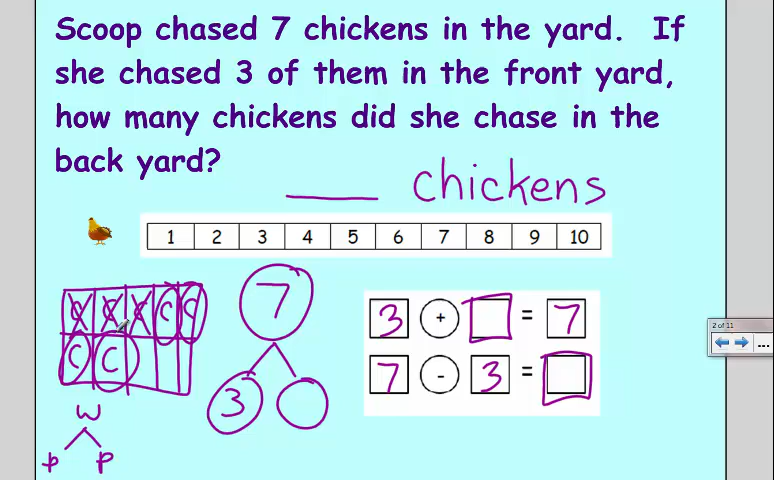 Scoop chased 7 chickens in the yard. If
she chased 3 of them in the front yard,
how many chickens did she chase in the
back yard?
____ chickens
1 2 3 4 5 6 7 8 9 10
C C C C C
C C
w
p p
7
3
3 + = 7
7 - 3 =
2 of 11
...